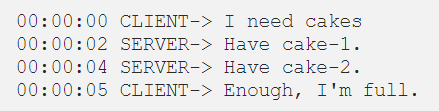 00:00:00 CLIENT-> I need cakes
00:00:02 SERVER-> Have cake-1.
00:00:04 SERVER-> Have cake-2.
00:00:05 CLIENT-> Enough, I'm full.